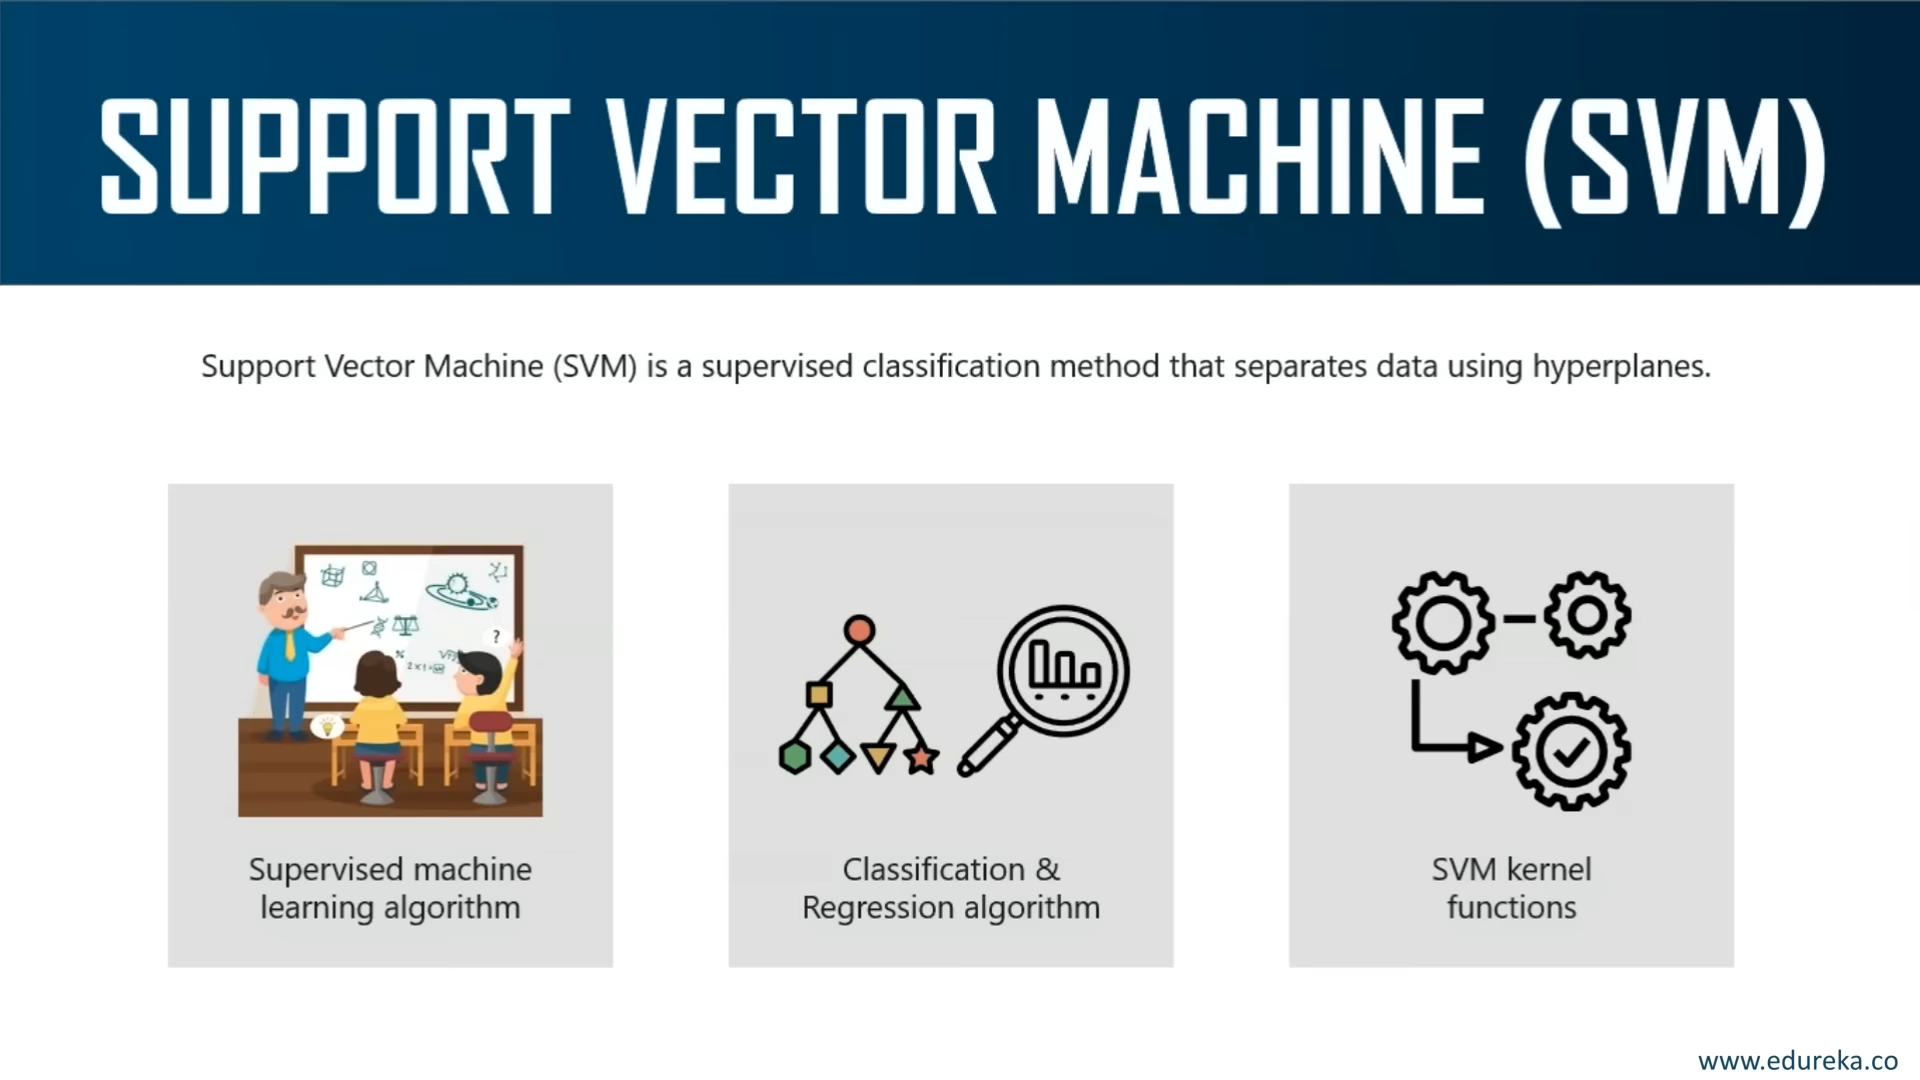 SUPPORT VECTOR MACHINE (SVM)
Support Vector Machine (SVM) is a supervised classification method that separates data using hyperplanes.
?
Supervised machine
learning algorithm
Classification &
Regression algorithm
SVM kernel
functions
www.edureka.co